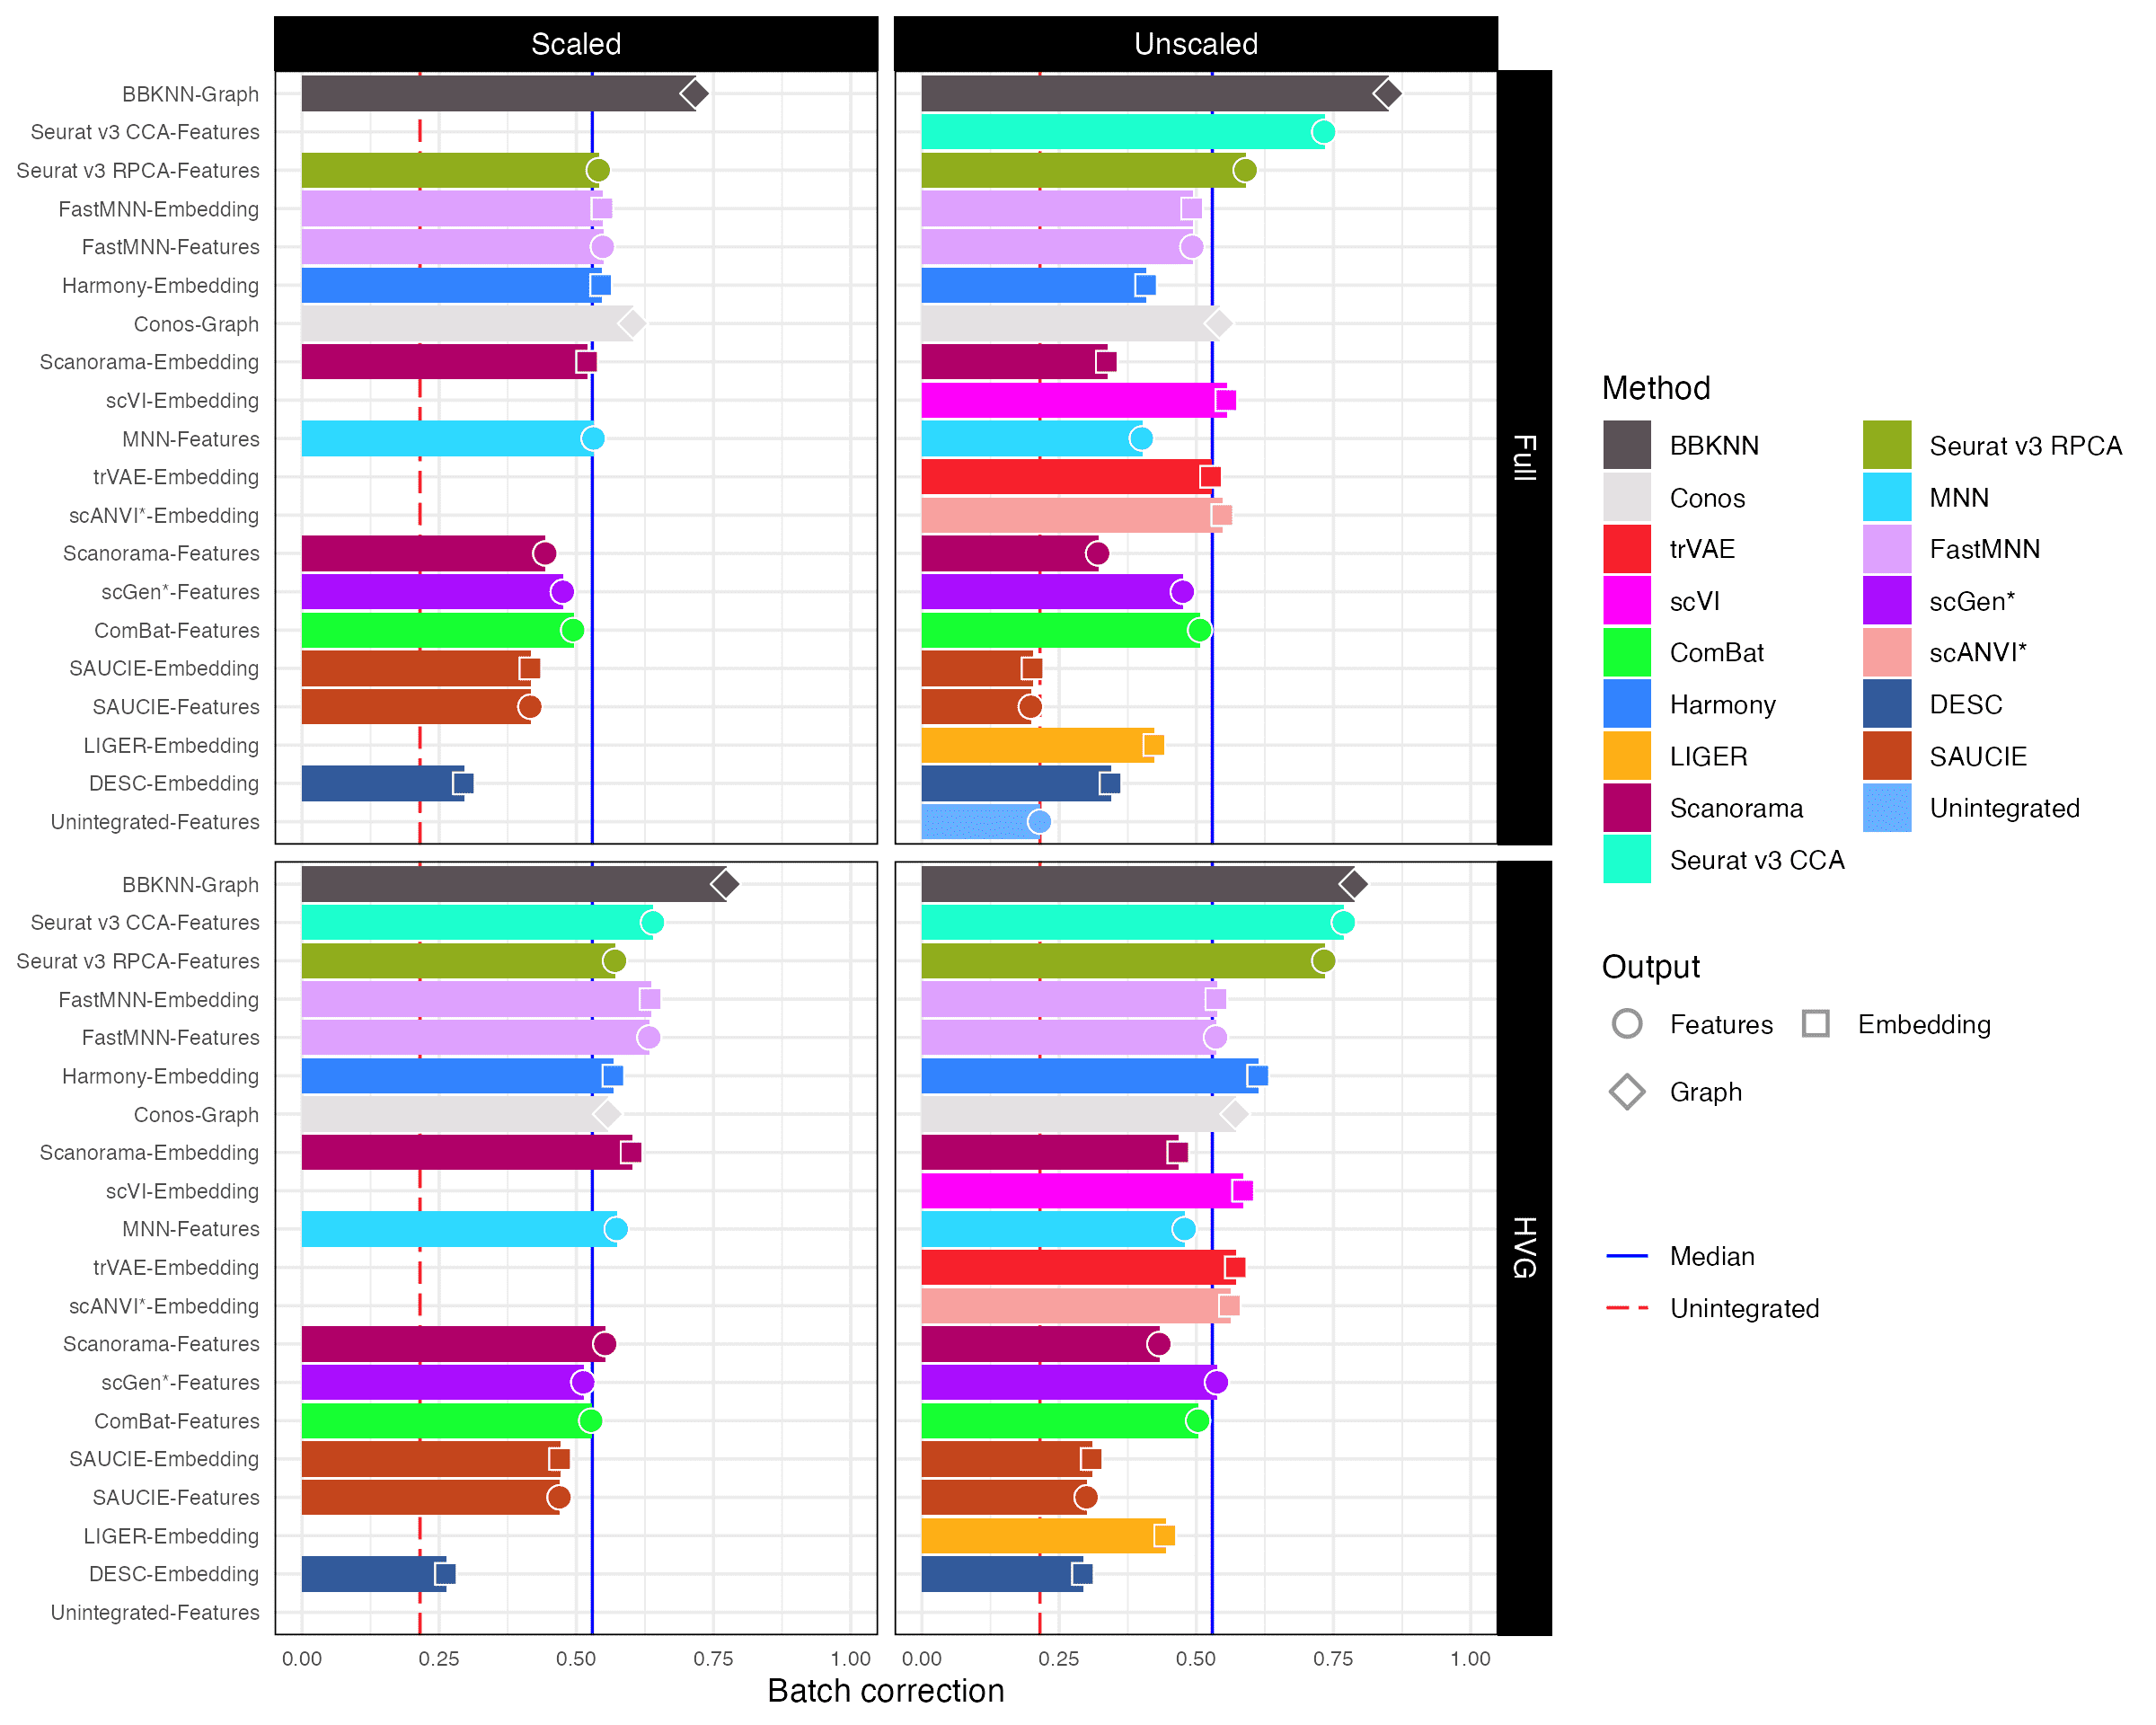 Scaled
Unscaled
BBKNN-Graph
Seurat v3 CCA-Features
Seurat v3 RPCA-Features
FastMNN-Embedding
FastMNN-Features
Harmony-Embedding
Conos-Graph
Scanorama-Embedding
scVI-Embedding
MNN-Features
trVAE-Embedding
scANVI*-Embedding
Scanorama-Features
scGen*-Features
ComBat-Features
SAUCIE-Embedding
SAUCIE-Features
LIGER-Embedding
DESC-Embedding
Unintegrated-Features
Full
BBKNN-Graph
Seurat v3 CCA-Features
Seurat v3 RPCA-Features
FastMNN-Embedding
FastMNN-Features
Harmony-Embedding
Conos-Graph
Scanorama-Embedding
scVI-Embedding
MNN-Features
trVAE-Embedding
scANVI*-Embedding
Scanorama-Features
scGen*-Features
ComBat-Features
SAUCIE-Embedding
SAUCIE-Features
LIGER-Embedding
DESC-Embedding
Unintegrated-Features
HVG
0.00 0.25 0.50 0.75 1.00
0.00 0.25 0.50 0.75 1.00
Batch correction
Method
BBKNN
Conos
trVAE
scVI
ComBat
Harmony
LIGER
Scanorama
Seurat v3 CCA
Seurat v3 RPCA
MNN
FastMNN
scGen*
scANVI*
DESC
SAUCIE
Unintegrated
Output
Features
Embedding
Graph
Median
Unintegrated